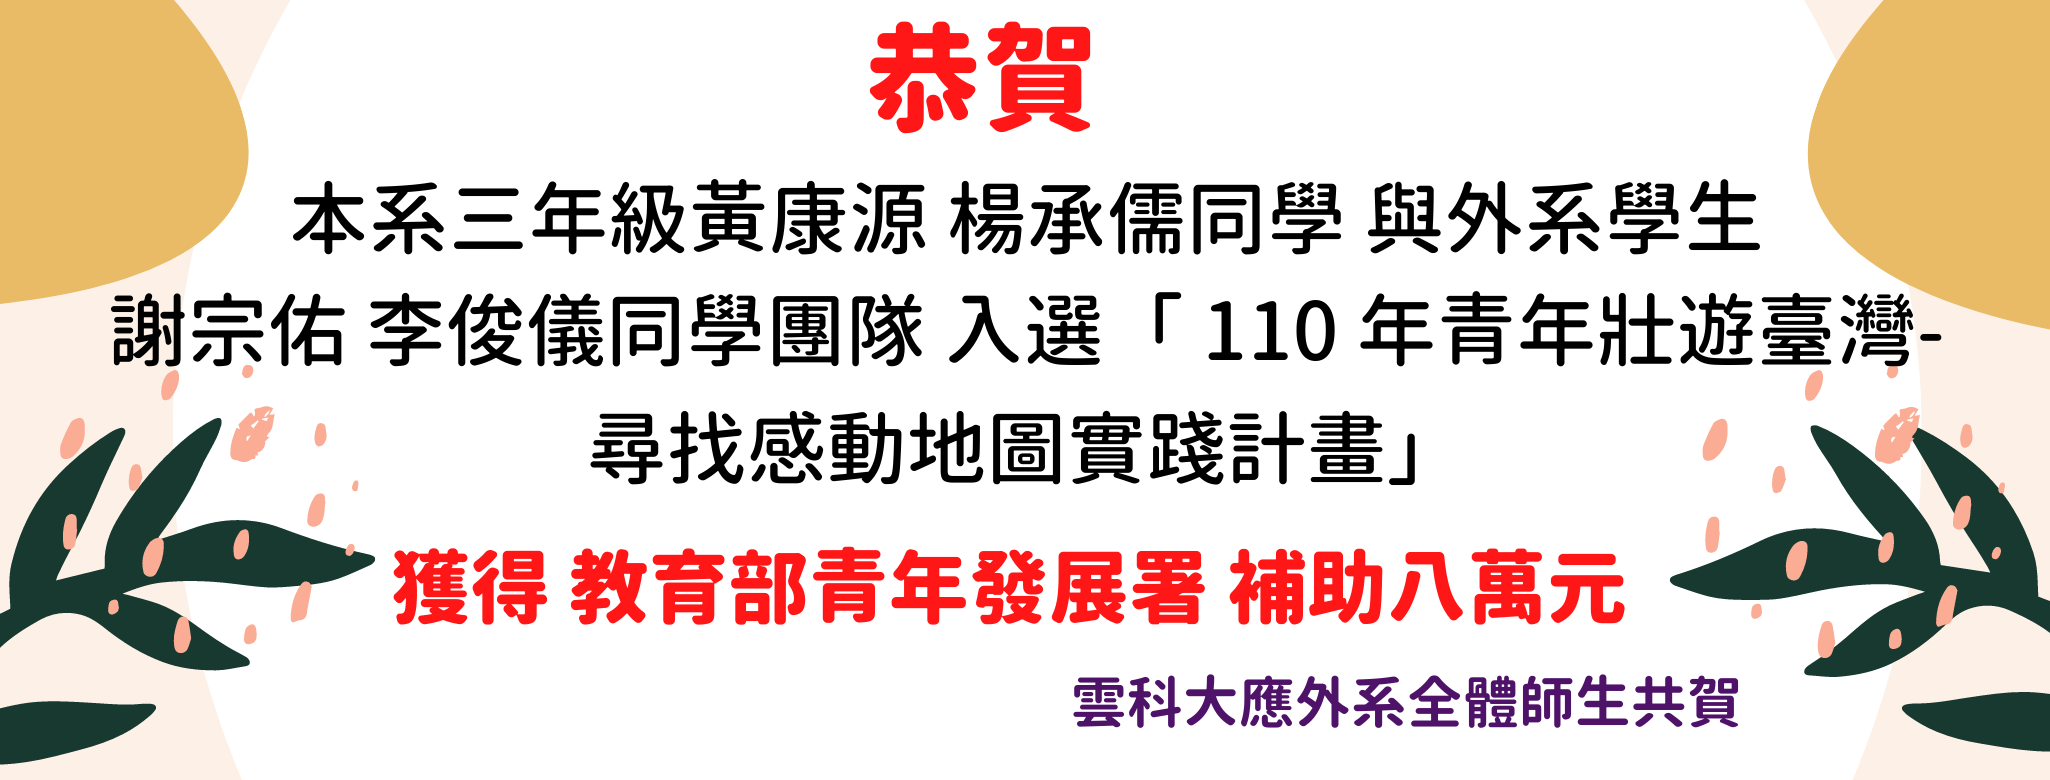 恭賀
本系三年級黃康源 楊承儒同學 與外系學生
謝宗佑 李俊儀同學團隊 入選「110 年青年壯遊臺灣-
尋找感動地圖實踐計畫」
獲得 教育部青年發展署 補助八萬元
雲科大應外系全體師生共賀